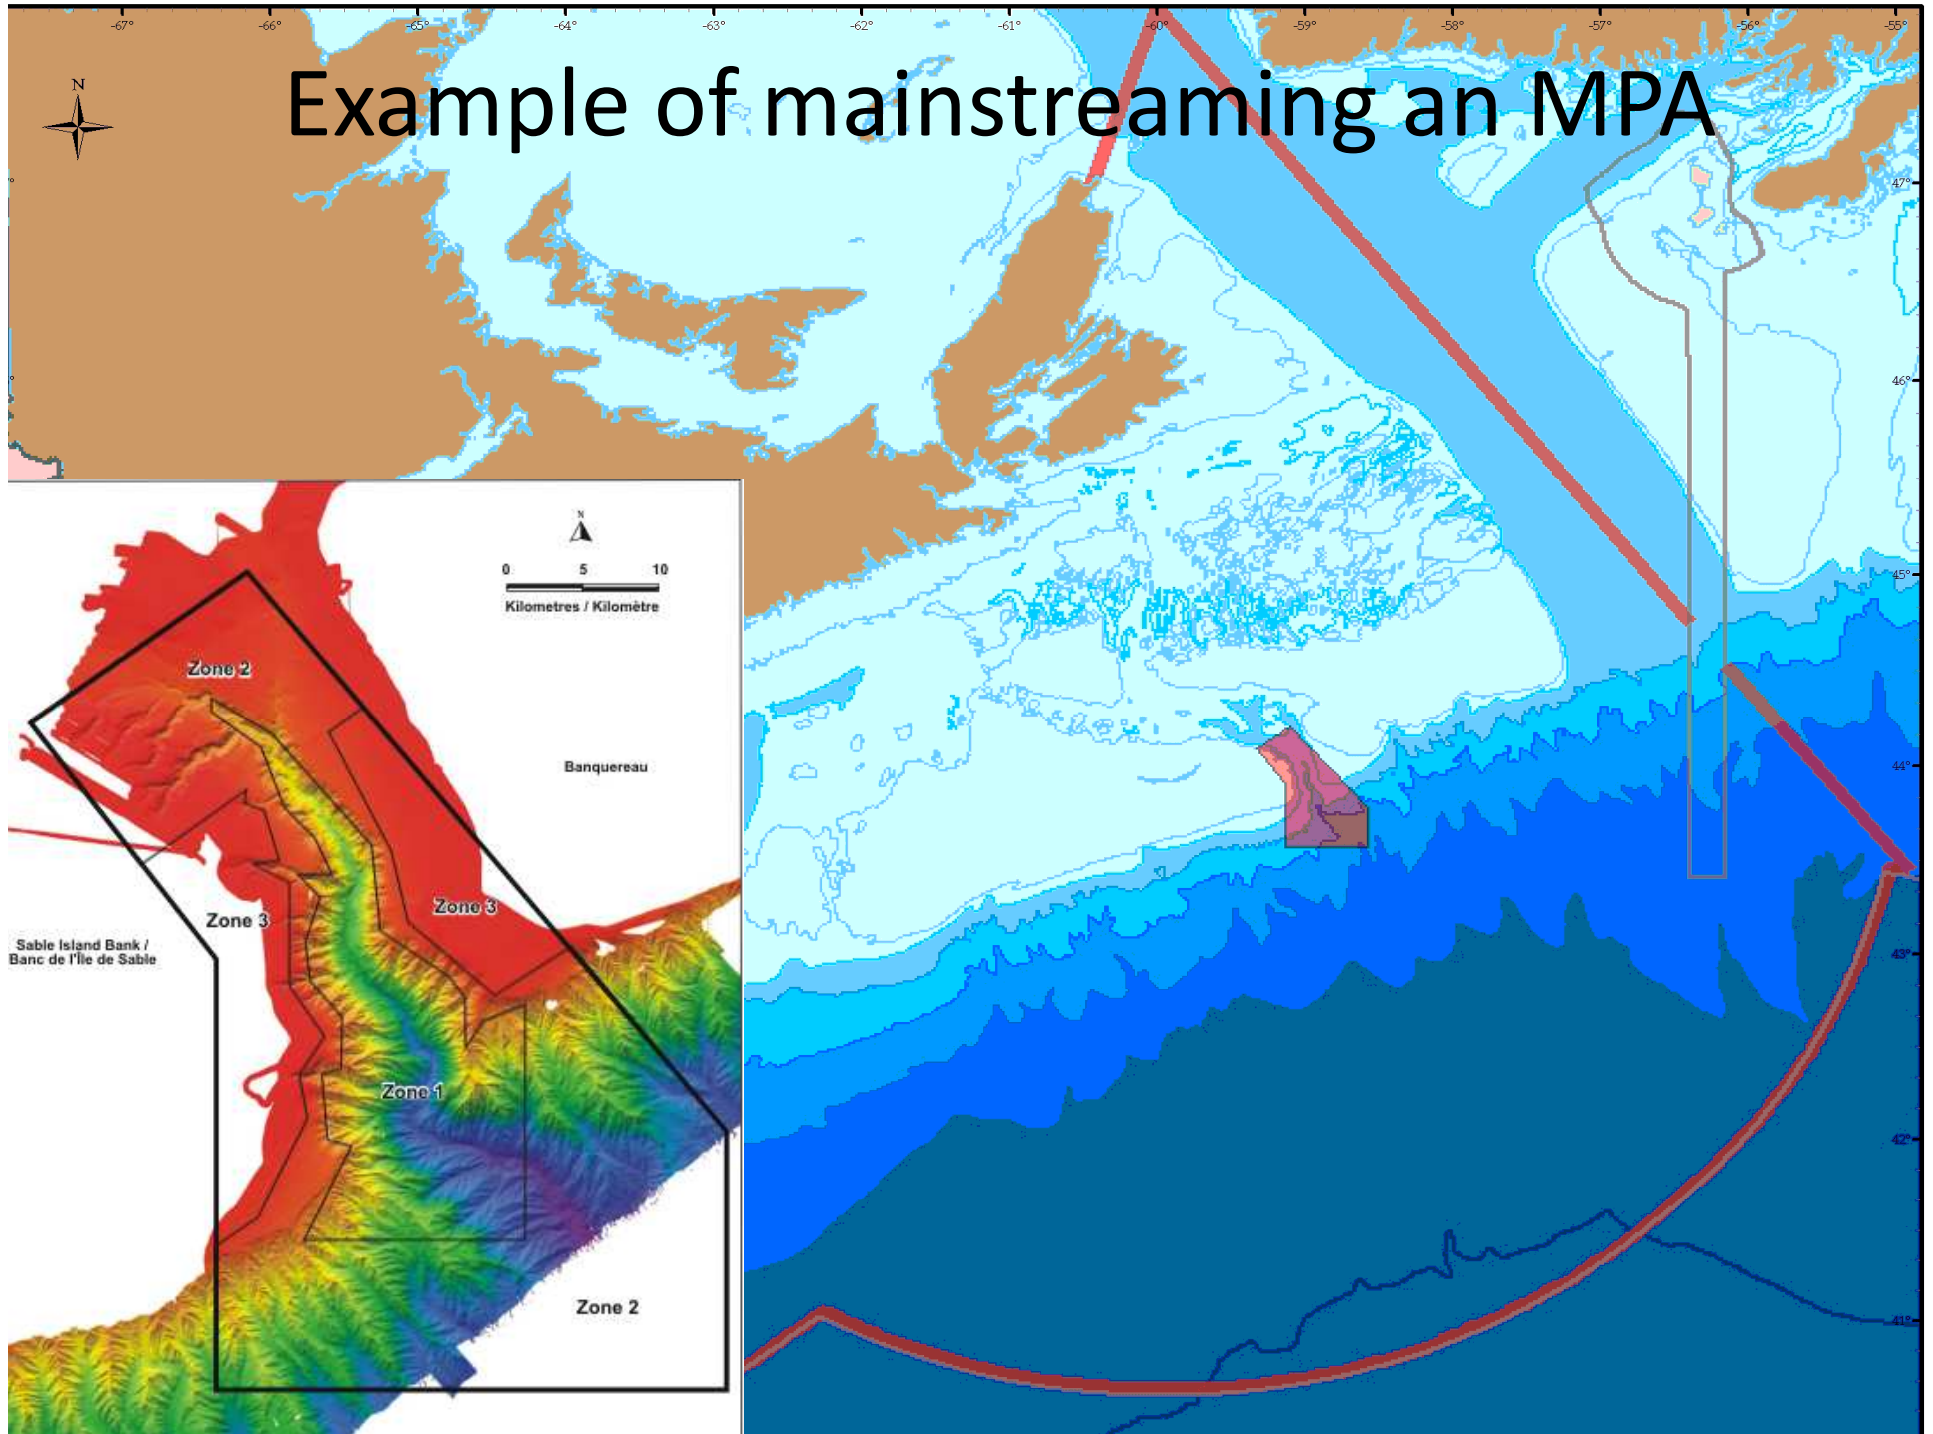 -67° -66° -65° -64° -63° -62° -61° -60° -59° -58° -57° -56° -55°
N
Example of mainstreaming an MPA
47°
46°
45°
44°
43°
42°
41°
N
0 5 10
Kilometres / Kilomètre
Zone 2
Banquereau
Zone 3
Zone 3
Sable Island Bank /
Banc de l'Île de Sable
Zone 1
Zone 2